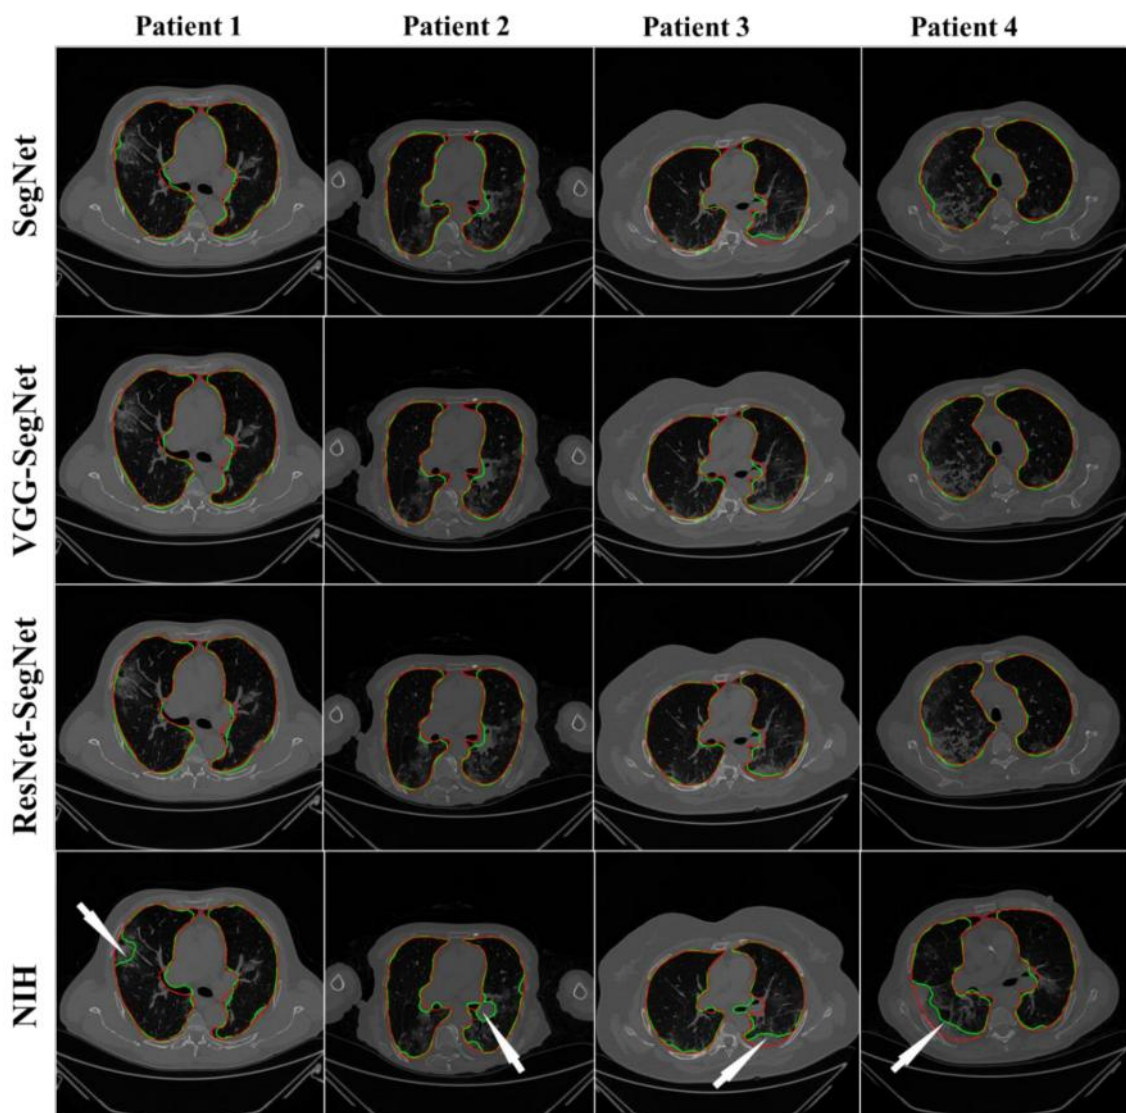 Patient 1 Patient 2 Patient 3 Patient 4
SegNet
VGG-SegNet
ResNet-SegNet
NIH